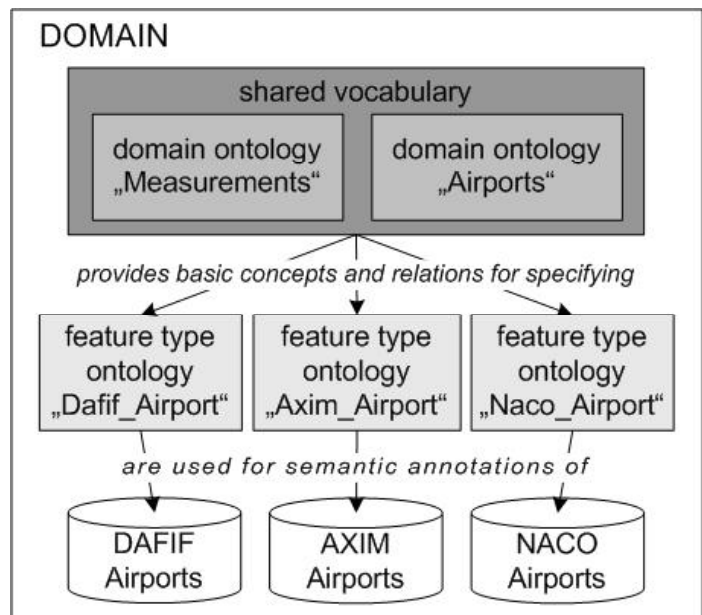 DOMAIN
shared vocabulary
domain ontology
„Measurements“
domain ontology
„Airports“
provides basic concepts and relations for specifying
feature type
ontology
„Dafif_Airport“
feature type
ontology
„Axim_Airport“
feature type
ontology
„Naco_Airport“
are used for semantic annotations of
DAFIF
Airports
AXIM
Airports
NACO
Airports